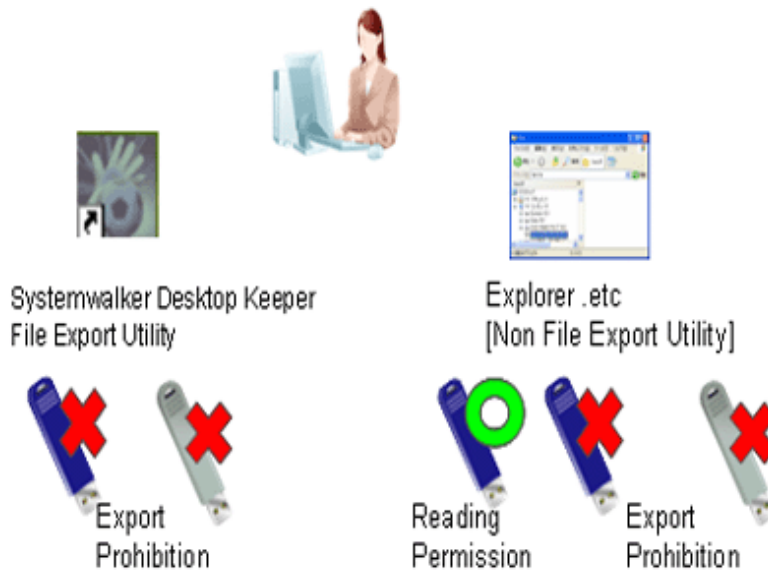 Systemwalker Desktop Keeper
File Export Utility
Explorer .etc
[Non File Export Utility]
Export
Prohibition
Reading
Permission
Export
Prohibition